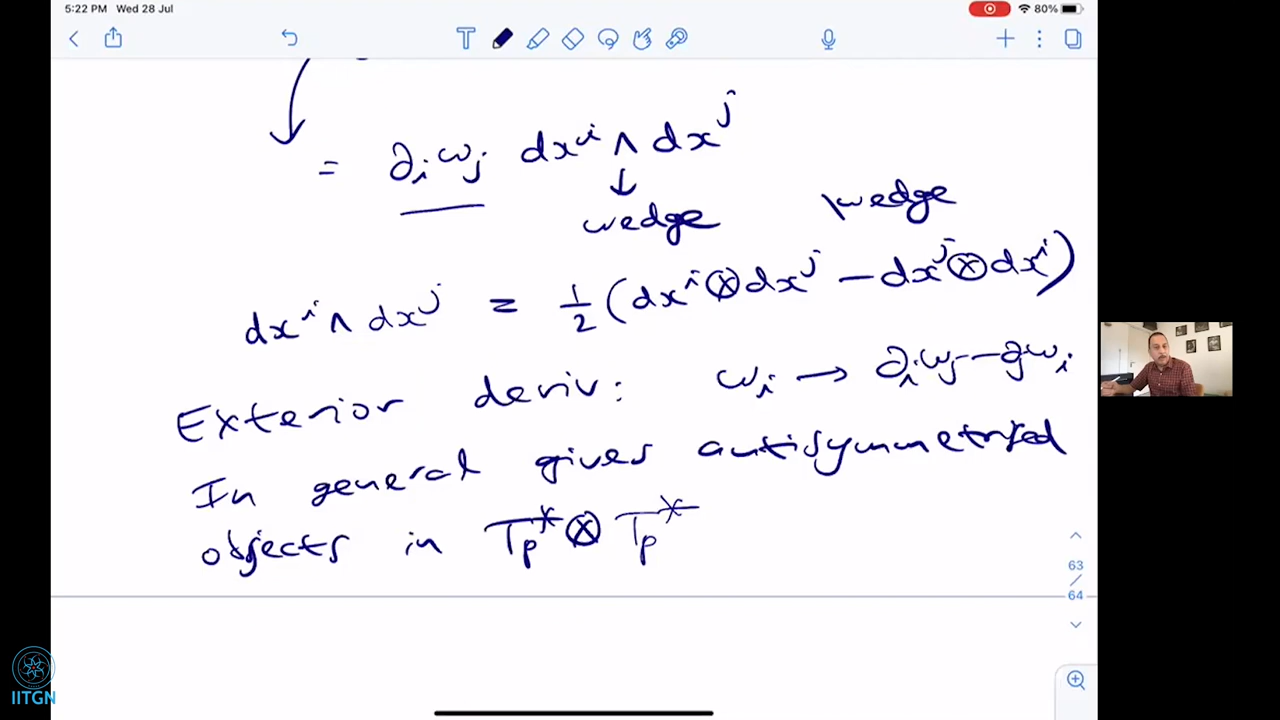 5:22 PM Wed 28 Jul
80%
T
= ∂ᵢωⱼ dxⁱ ∧ dxʲ
wedge wedge
dxⁱ ∧ dxʲ = 1/2 (dxⁱ ⊗ dxʲ − dxʲ ⊗ dxⁱ)
Exterior deriv: ωᵢ → ∂ᵢωⱼ − ∂ⱼωᵢ
In general gives antisymmetrized
objects in Tₚ* ⊗ Tₚ*
63
/
64
IITGN